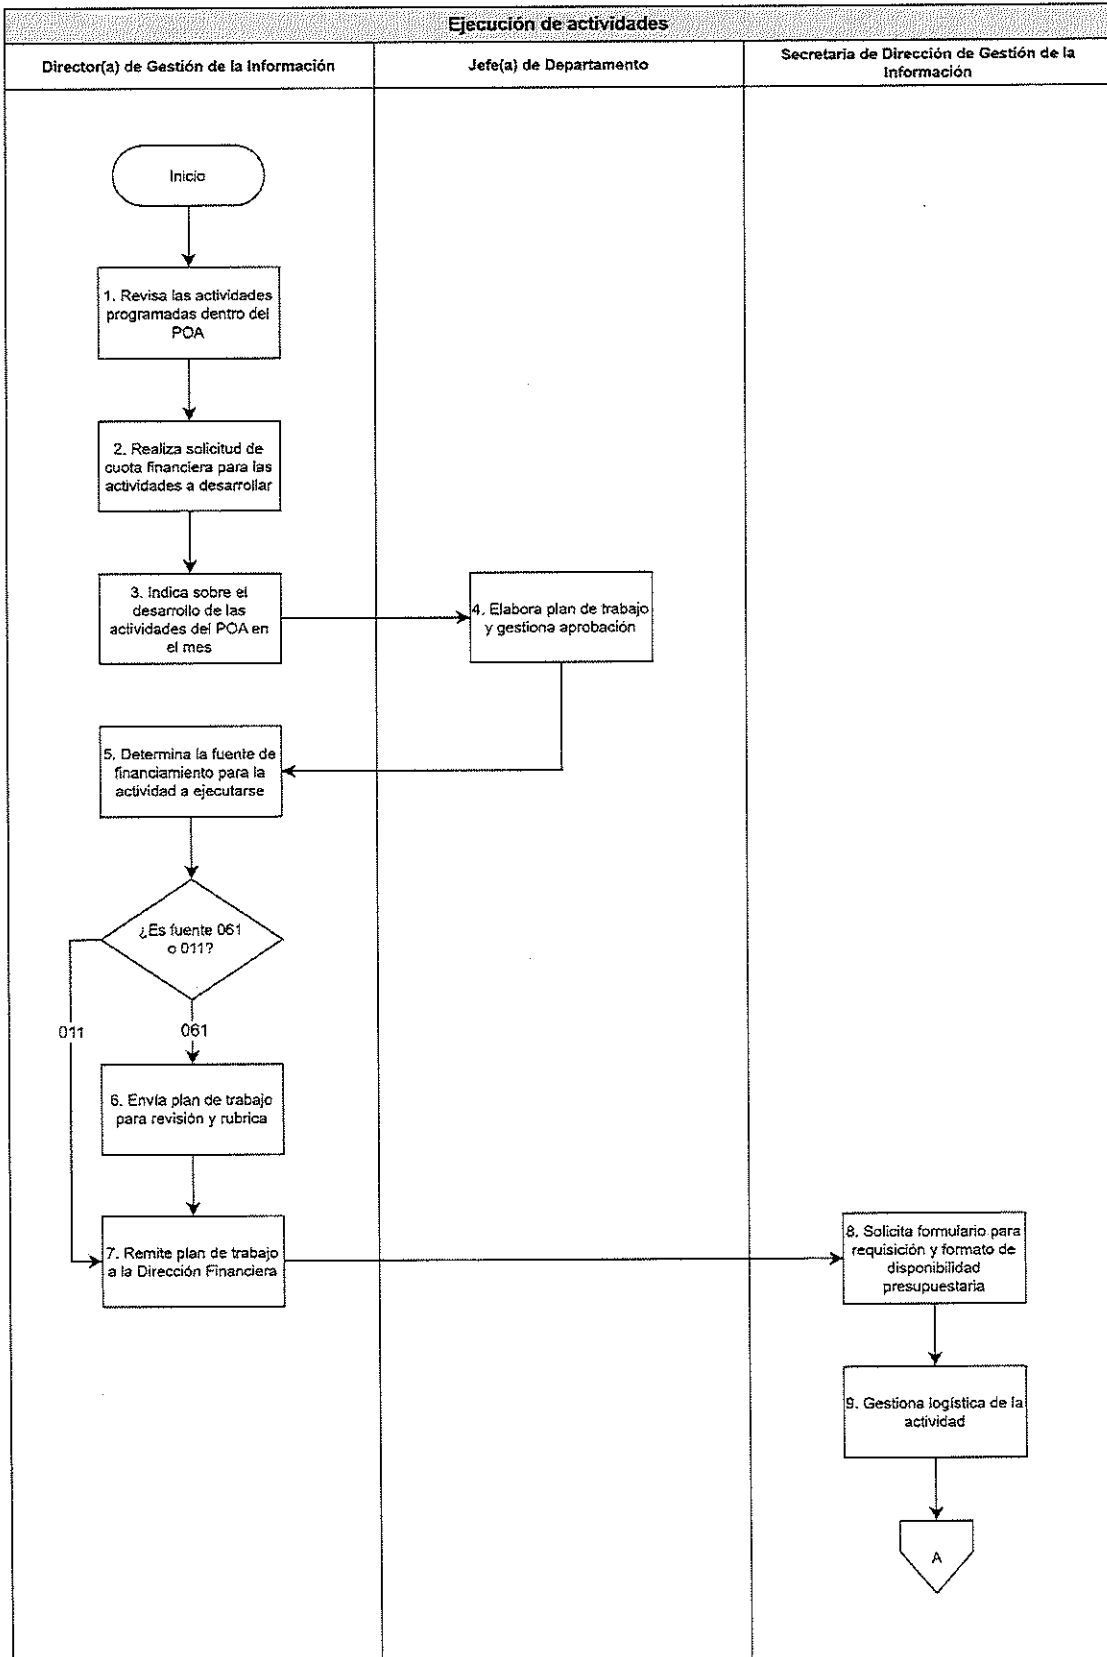 Ejecución de actividades
Director(a) de Gestión de la Información
Jefe(a) de Departamento
Secretaria de Dirección de Gestión de la
Información
Inicio
1. Revisa las actividades
programadas dentro del
POA
2. Realiza solicitud de
cuota financiera para las
actividades a desarrollar
3. Indica sobre el
desarrollo de las
actividades del POA en
el mes
4. Elabora plan de trabajo
y gestiona aprobación
5. Determina la fuente de
financiamiento para la
actividad a ejecutarse
¿Es fuente 061
o 011?
011
061
6. Envía plan de trabajo
para revisión y rubrica
7. Remite plan de trabajo
a la Dirección Financiera
8. Solicita formulario para
requisición y formato de
disponibilidad
presupuestaria
9. Gestiona logística de la
actividad
A